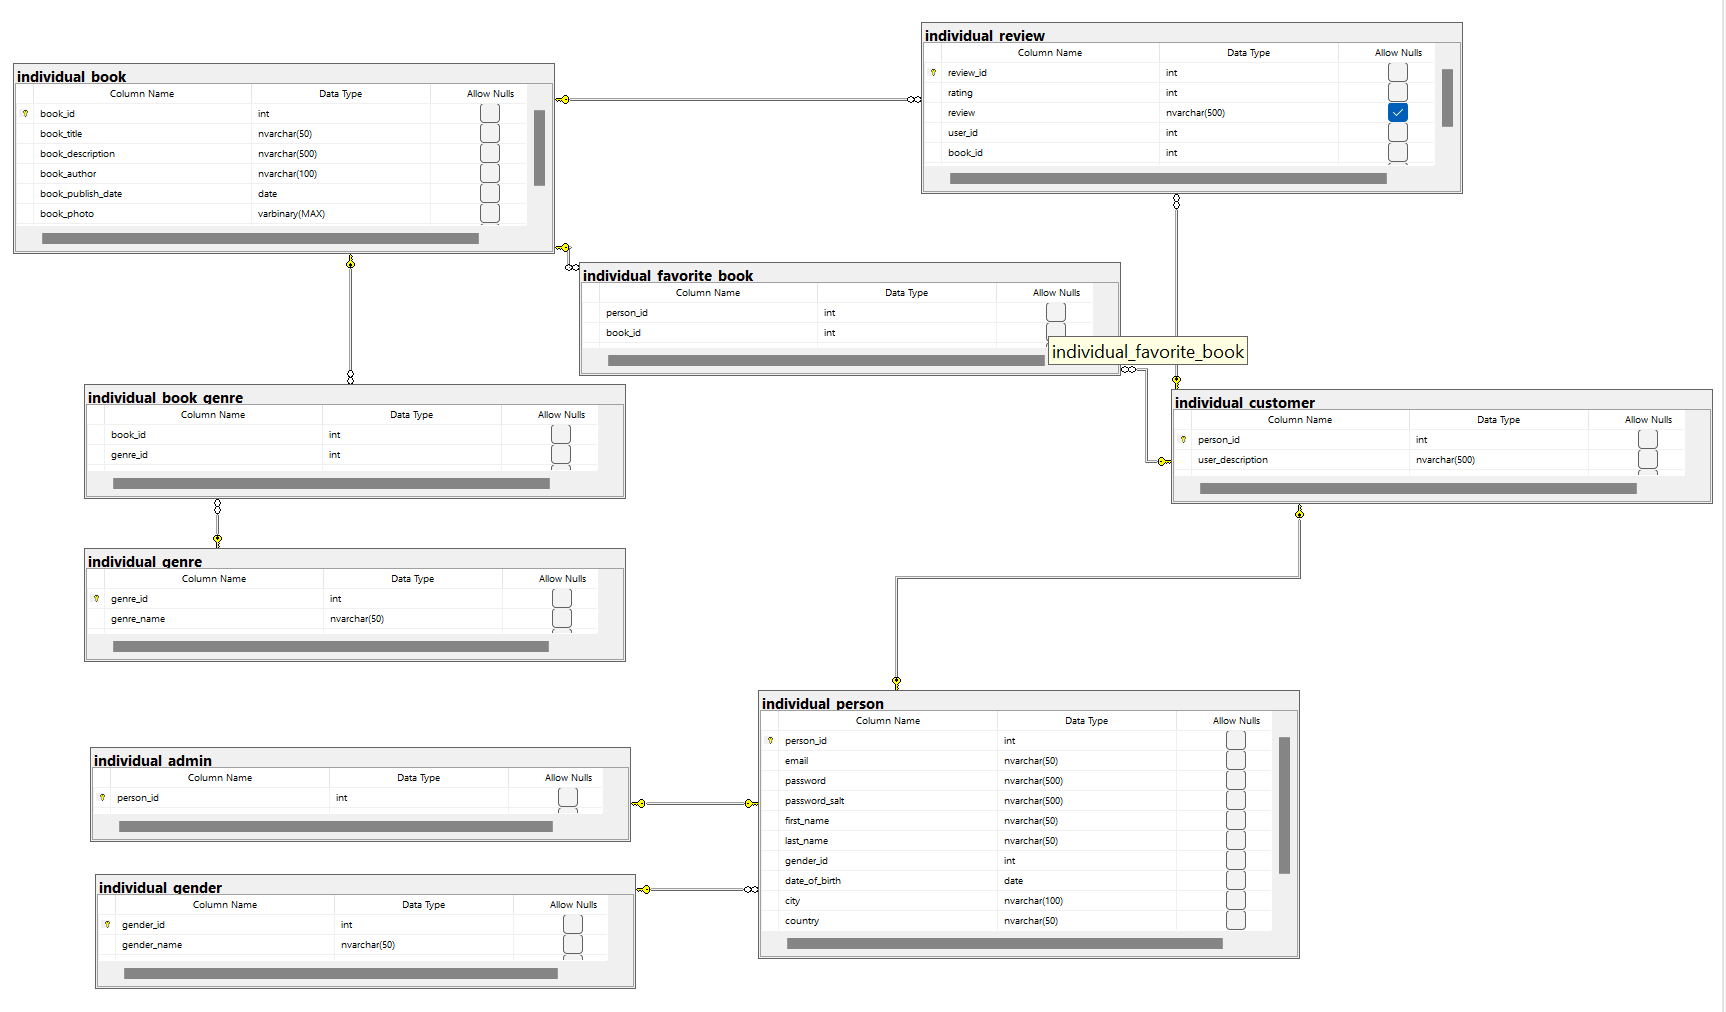 individual_book
Column Name Data Type Allow Nulls
book_id int
book_title nvarchar(50)
book_description nvarchar(500)
book_author nvarchar(100)
book_publish_date date
book_photo varbinary(MAX)
individual_review
Column Name Data Type Allow Nulls
review_id int
rating int
review nvarchar(500)
user_id int
book_id int
individual_favorite_book
Column Name Data Type Allow Nulls
person_id int
book_id int
individual_favorite_book
individual_book_genre
Column Name Data Type Allow Nulls
book_id int
genre_id int
individual_customer
Column Name Data Type Allow Nulls
person_id int
user_description nvarchar(500)
individual_genre
Column Name Data Type Allow Nulls
genre_id int
genre_name nvarchar(50)
individual_person
Column Name Data Type Allow Nulls
person_id int
email nvarchar(50)
password nvarchar(500)
password_salt nvarchar(500)
first_name nvarchar(50)
last_name nvarchar(50)
gender_id int
date_of_birth date
city nvarchar(100)
country nvarchar(50)
individual_admin
Column Name Data Type Allow Nulls
person_id int
individual_gender
Column Name Data Type Allow Nulls
gender_id int
gender_name nvarchar(50)